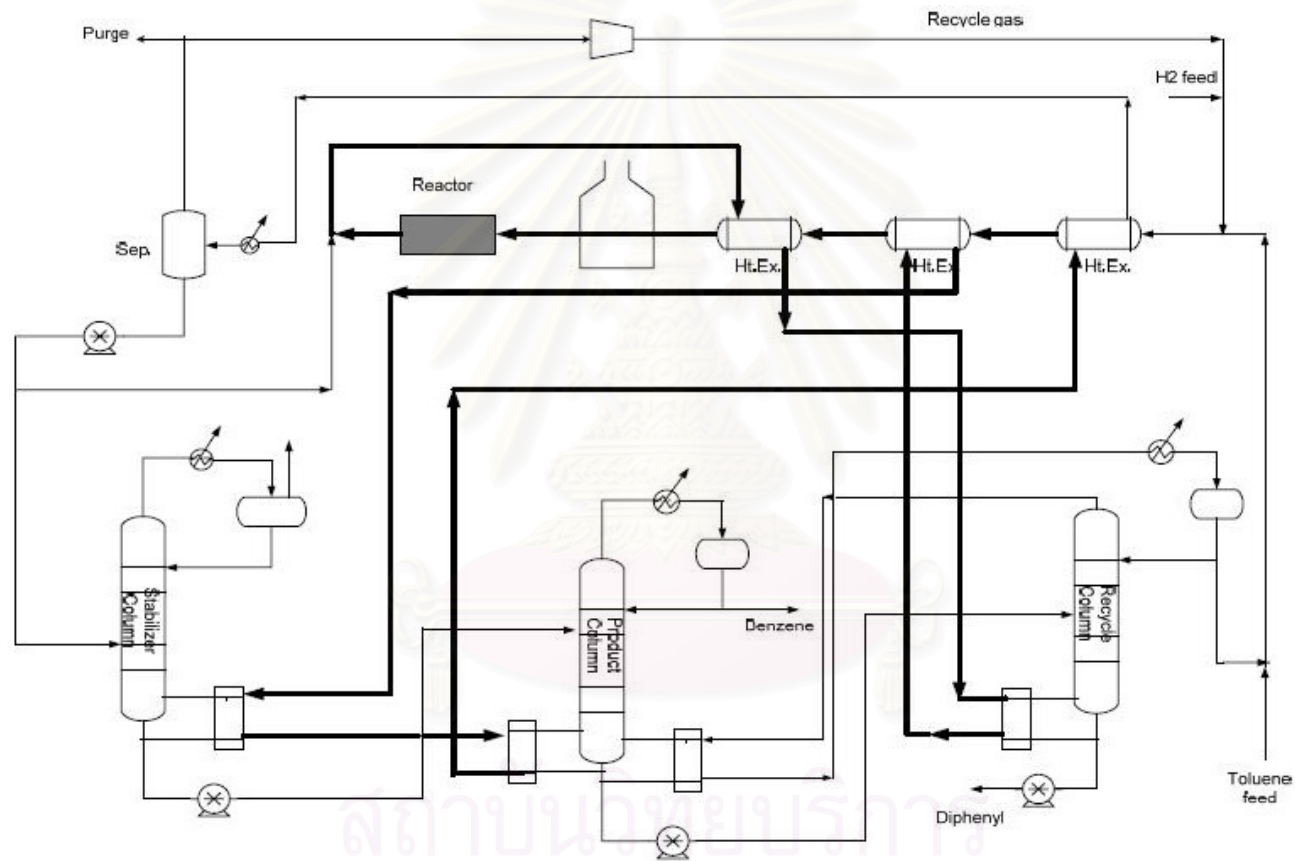 Purge
Recycle gas
H2 feed
Reactor
Sep.
Ht.Ex.
Ht.Ex
Ht.Ex.
Stabilizer
Column
Product
Column
Recycle
Column
Benzene
Toluene
feed
Diphenyl
สถาบันวิทยบริการ